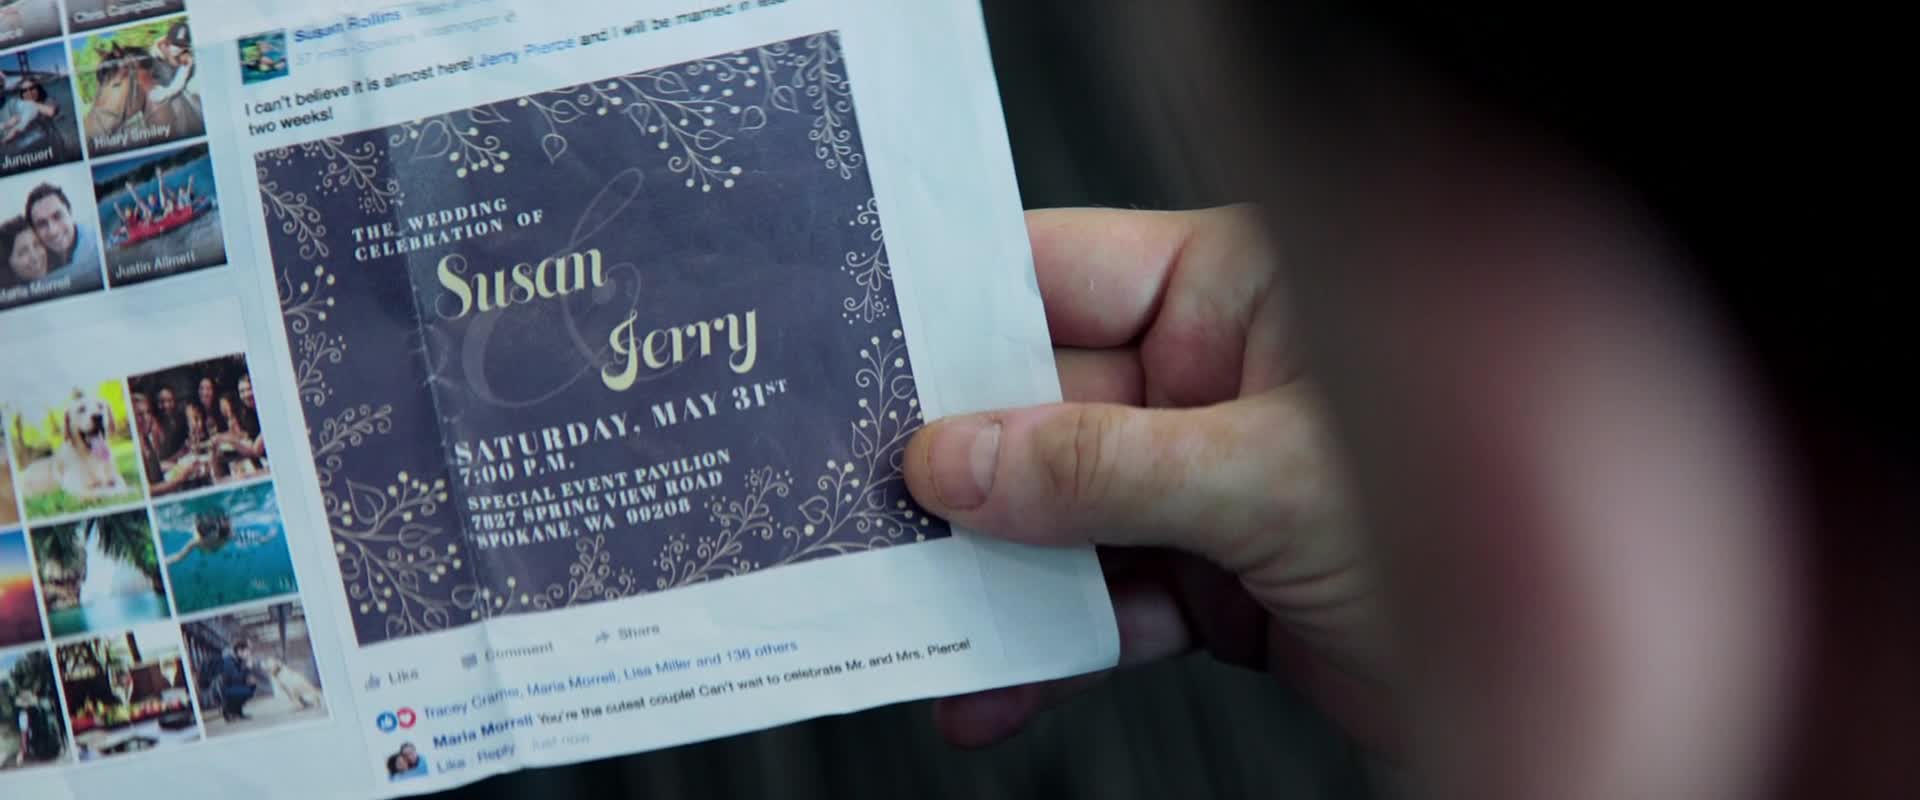 Chris Campbell
Susan Rollins
37 mins · Spokane, Washington
I can't believe it is almost here! Jerry Pierce and I will be married in less
two weeks!
Hilary Smiley
Junquert
Maria Morrell
Justin Allmett
THE WEDDING
CELEBRATION OF
Susan
&
Jerry
SATURDAY, MAY 31ST
7:00 P.M.
SPECIAL EVENT PAVILION
7827 SPRING VIEW ROAD
SPOKANE, WA 99208
Like Comment Share
Tracey Cramer, Maria Morrell, Lisa Miller and 136 others
Maria Morrell You're the cutest couple! Can't wait to celebrate Mr. and Mrs. Pierce!
Like · Reply · Just now